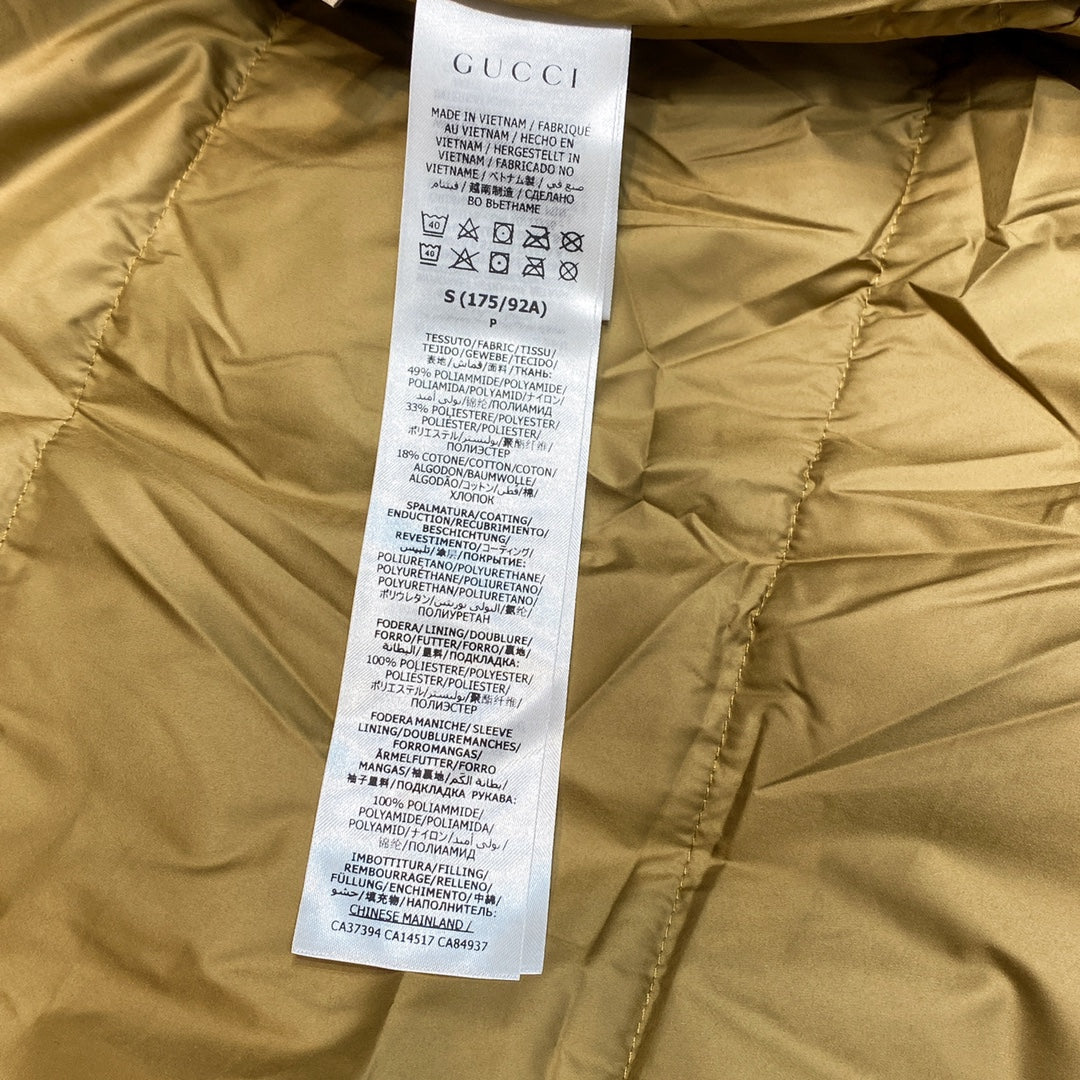 GUCCI
MADE IN VIETNAM / FABRIQUÉ
AU VIETNAM / HECHO EN
VIETNAM / HERGESTELLT IN
VIETNAM / FABRICADO NO
VIETNAME / ベトナム製 / صنع في
فيتنام / 越南制造 / СДЕЛАНО
ВО ВЬЕТНАМЕ
40
40
S (175/92A)
P
TESSUTO/FABRIC/TISSU/
TEJIDO/GEWEBE/TECIDO/
表地/قماش/面料/ТКАНЬ:
49% POLIAMMIDE/POLYAMIDE/
POLIAMIDA/POLYAMID/ナイロン/
بولي أميد/锦纶/ПОЛИАМИД
33% POLIESTERE/POLYESTER/
POLIÉSTER/POLIESTER/
ポリエステル/بوليستر/聚酯纤维/
ПОЛИЭСТЕР
18% COTONE/COTTON/COTON/
ALGODON/BAUMWOLLE/
ALGODÃO/コットン/قطن/棉/
ХЛОПОК
SPALMATURA/COATING/
ENDUCTION/RECUBRIMIENTO/
BESCHICHTUNG/
REVESTIMENTO/コーティング/
تلبيس/涂层/ПОКРЫТИЕ:
POLIURETANO/POLYURETHANE/
POLYURÉTHANE/POLIURETANO/
POLYURETHAN/POLIURETANO/
ポリウレタン/البولي يوريثين/氨纶/
ПОЛИУРЕТАН
FODERA/LINING/DOUBLURE/
FORRO/FUTTER/FORRO/裏地/
البطانة/里料/ПОДКЛАДКА:
100% POLIESTERE/POLYESTER/
POLIÉSTER/POLIESTER/
ポリエステル/بوليستر/聚酯纤维/
ПОЛИЭСТЕР
FODERA MANICHE/SLEEVE
LINING/DOUBLURE MANCHES/
FORRO MANGAS/
ÄRMELFUTTER/FORRO
MANGAS/袖裏地/بطانة الكم/
袖子里料/ПОДКЛАДКА РУКАВА:
100% POLIAMMIDE/
POLYAMIDE/POLIAMIDA/
POLYAMID/ナイロン/بولي أميد/
锦纶/ПОЛИАМИД
IMBOTTITURA/FILLING/
REMBOURRAGE/RELLENO/
FÜLLUNG/ENCHIMENTO/中綿/
حشو/填充物/НАПОЛНИТЕЛЬ:
CHINESE MAINLAND /
CA37394 CA14517 CA84937